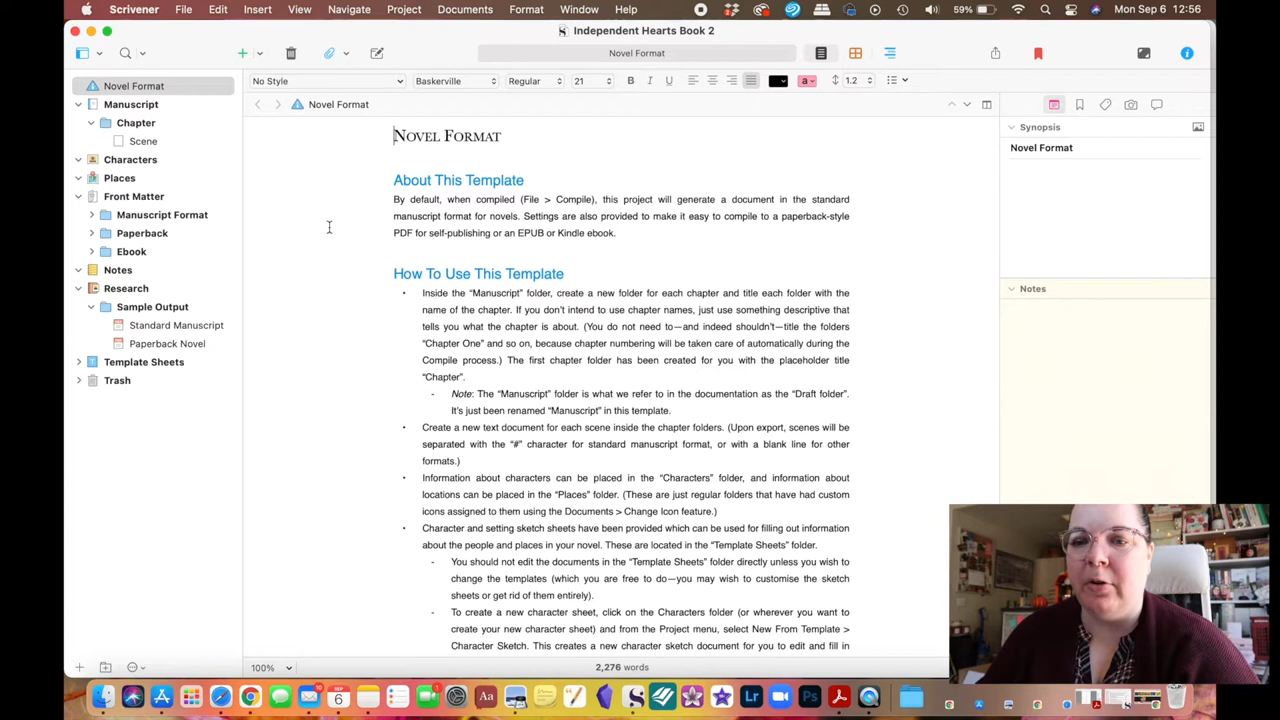 Scrivener File Edit Insert View Navigate Project Documents Format Window Help 59% Mon Sep 6 12:56
Independent Hearts Book 2
Novel Format
No Style Baskerville Regular 21 B I U a 1.2
Novel Format
Novel Format
Manuscript
Chapter
Scene
Characters
Places
Front Matter
Manuscript Format
Paperback
Ebook
Notes
Research
Sample Output
Standard Manuscript
Paperback Novel
Template Sheets
Trash
NOVEL FORMAT
About This Template
By default, when compiled (File > Compile), this project will generate a document in the standard
manuscript format for novels. Settings are also provided to make it easy to compile to a paperback-style
PDF for self-publishing or an EPUB or Kindle ebook.
How To Use This Template
• Inside the “Manuscript” folder, create a new folder for each chapter and title each folder with the
name of the chapter. If you don’t intend to use chapter names, just use something descriptive that
tells you what the chapter is about. (You do not need to—and indeed shouldn’t—title the folders
“Chapter One” and so on, because chapter numbering will be taken care of automatically during the
Compile process.) The first chapter folder has been created for you with the placeholder title
“Chapter”.
- Note: The “Manuscript” folder is what we refer to in the documentation as the “Draft folder”.
It’s just been renamed “Manuscript” in this template.
• Create a new text document for each scene inside the chapter folders. (Upon export, scenes will be
separated with the “#” character for standard manuscript format, or with a blank line for other
formats.)
• Information about characters can be placed in the “Characters” folder, and information about
locations can be placed in the “Places” folder. (These are just regular folders that have had custom
icons assigned to them using the Documents > Change Icon feature.)
• Character and setting sketch sheets have been provided which can be used for filling out information
about the people and places in your novel. These are located in the “Template Sheets” folder.
- You should not edit the documents in the “Template Sheets” folder directly unless you wish to
change the templates (which you are free to do—you may wish to customise the sketch
sheets or get rid of them entirely).
- To create a new character sheet, click on the Characters folder (or wherever you want to
create your new character sheet) and from the Project menu, select New From Template >
Character Sketch. This creates a new character sketch document for you to edit and fill in
100%
2,276 words
Synopsis
Novel Format
Notes
SEP
6
Aa
Lr
Ps